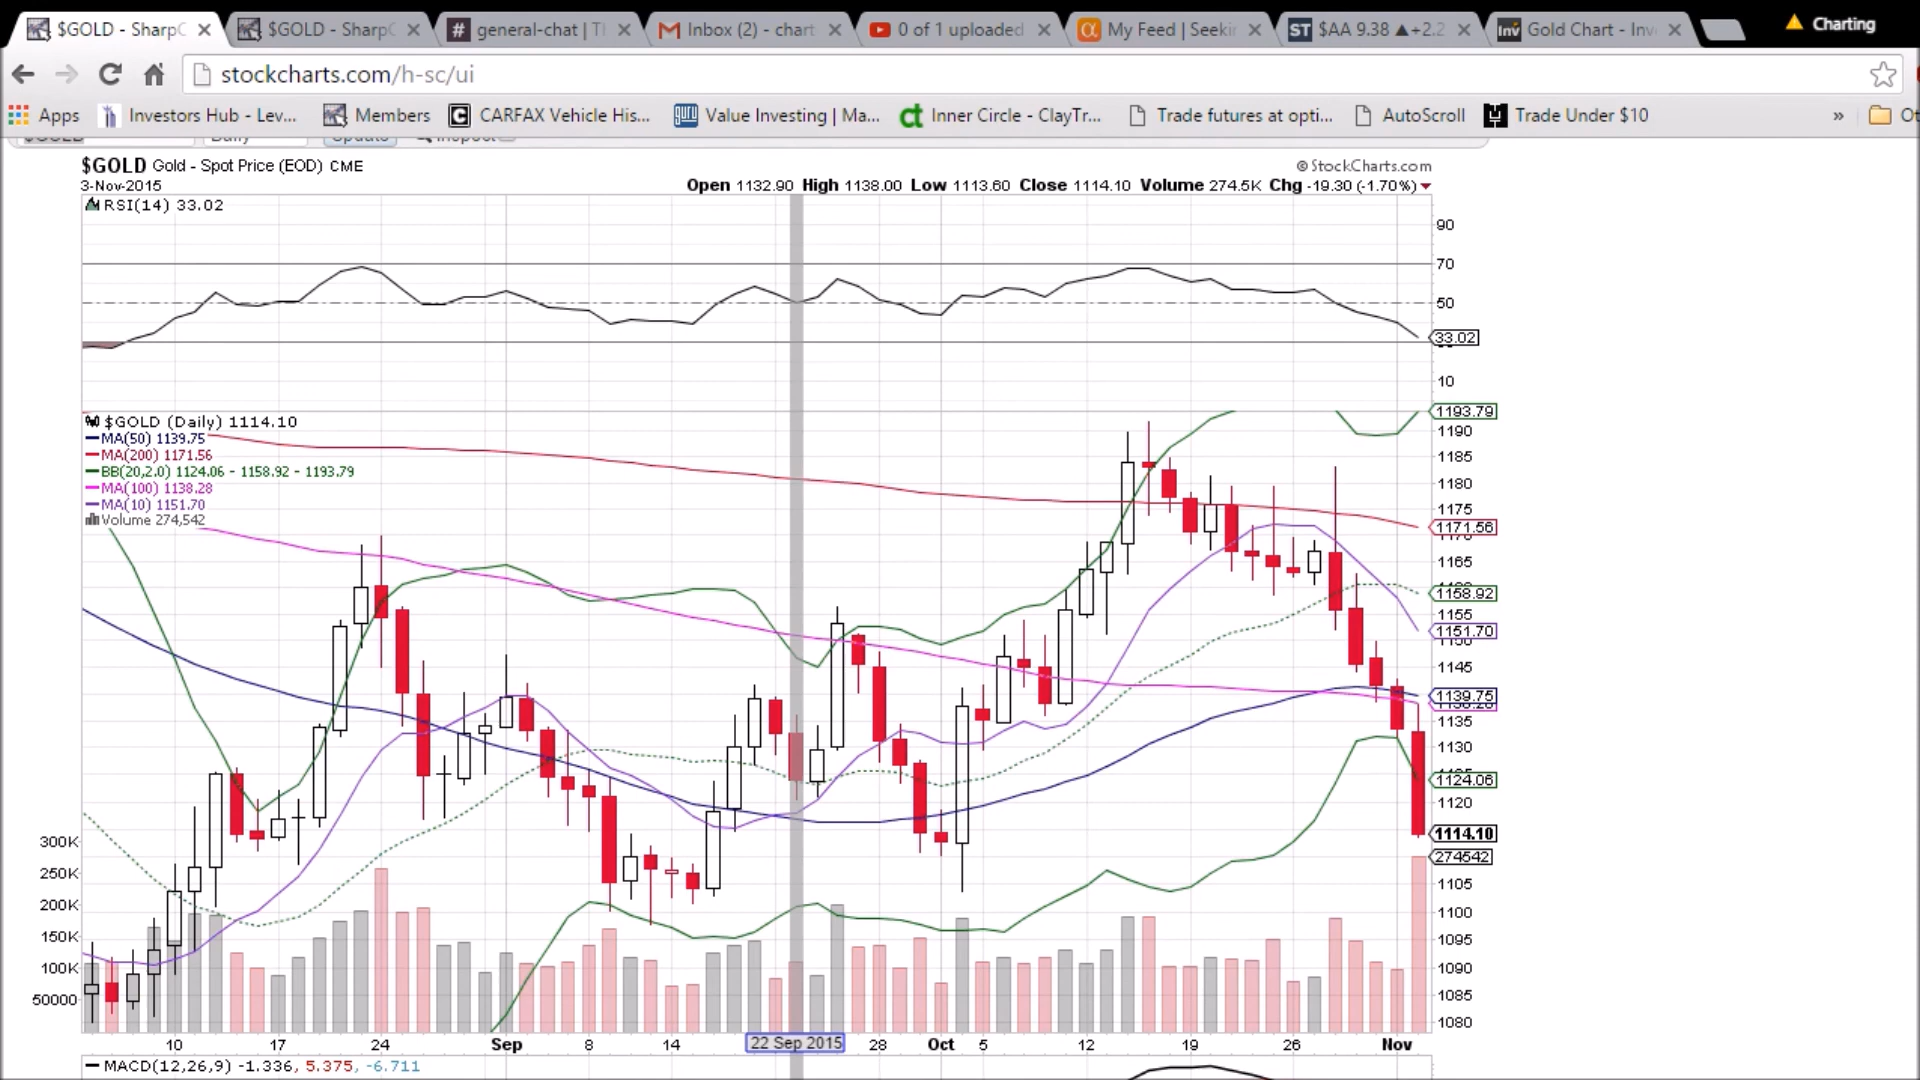 $GOLD - SharpC
$GOLD - SharpC
general-chat | Th
Inbox (2) - chart
0 of 1 uploaded
My Feed | Seekin
$AA 9.38 ▲+2.2
Gold Chart - Inve
Charting
stockcharts.com/h-sc/ui
Apps
Investors Hub - Lev...
Members
CARFAX Vehicle His...
Value Investing | Ma...
Inner Circle - ClayTr...
Trade futures at opti...
AutoScroll
Trade Under $10
»
Ot
$GOLD Gold - Spot Price (EOD) CME
© StockCharts.com
3-Nov-2015
Open 1132.90 High 1138.00 Low 1113.60 Close 1114.10 Volume 274.5K Chg -19.30 (-1.70%)
RSI(14) 33.02
90
70
50
33.02
10
$GOLD (Daily) 1114.10
MA(50) 1139.75
MA(200) 1171.56
BB(20,2.0) 1124.06 - 1158.92 - 1193.79
MA(100) 1138.28
MA(10) 1151.70
Volume 274,542
1193.79
1190
1185
1180
1175
1171.56
1165
1158.92
1155
1151.70
1145
1139.75
1135
1130
1124.06
1120
1114.10
274542
1105
1100
1095
1090
1085
1080
300K
250K
200K
150K
100K
50000
10
17
24
Sep
8
14
22 Sep 2015
28
Oct
5
12
19
26
Nov
MACD(12,26,9) -1.336, 5.375, -6.711